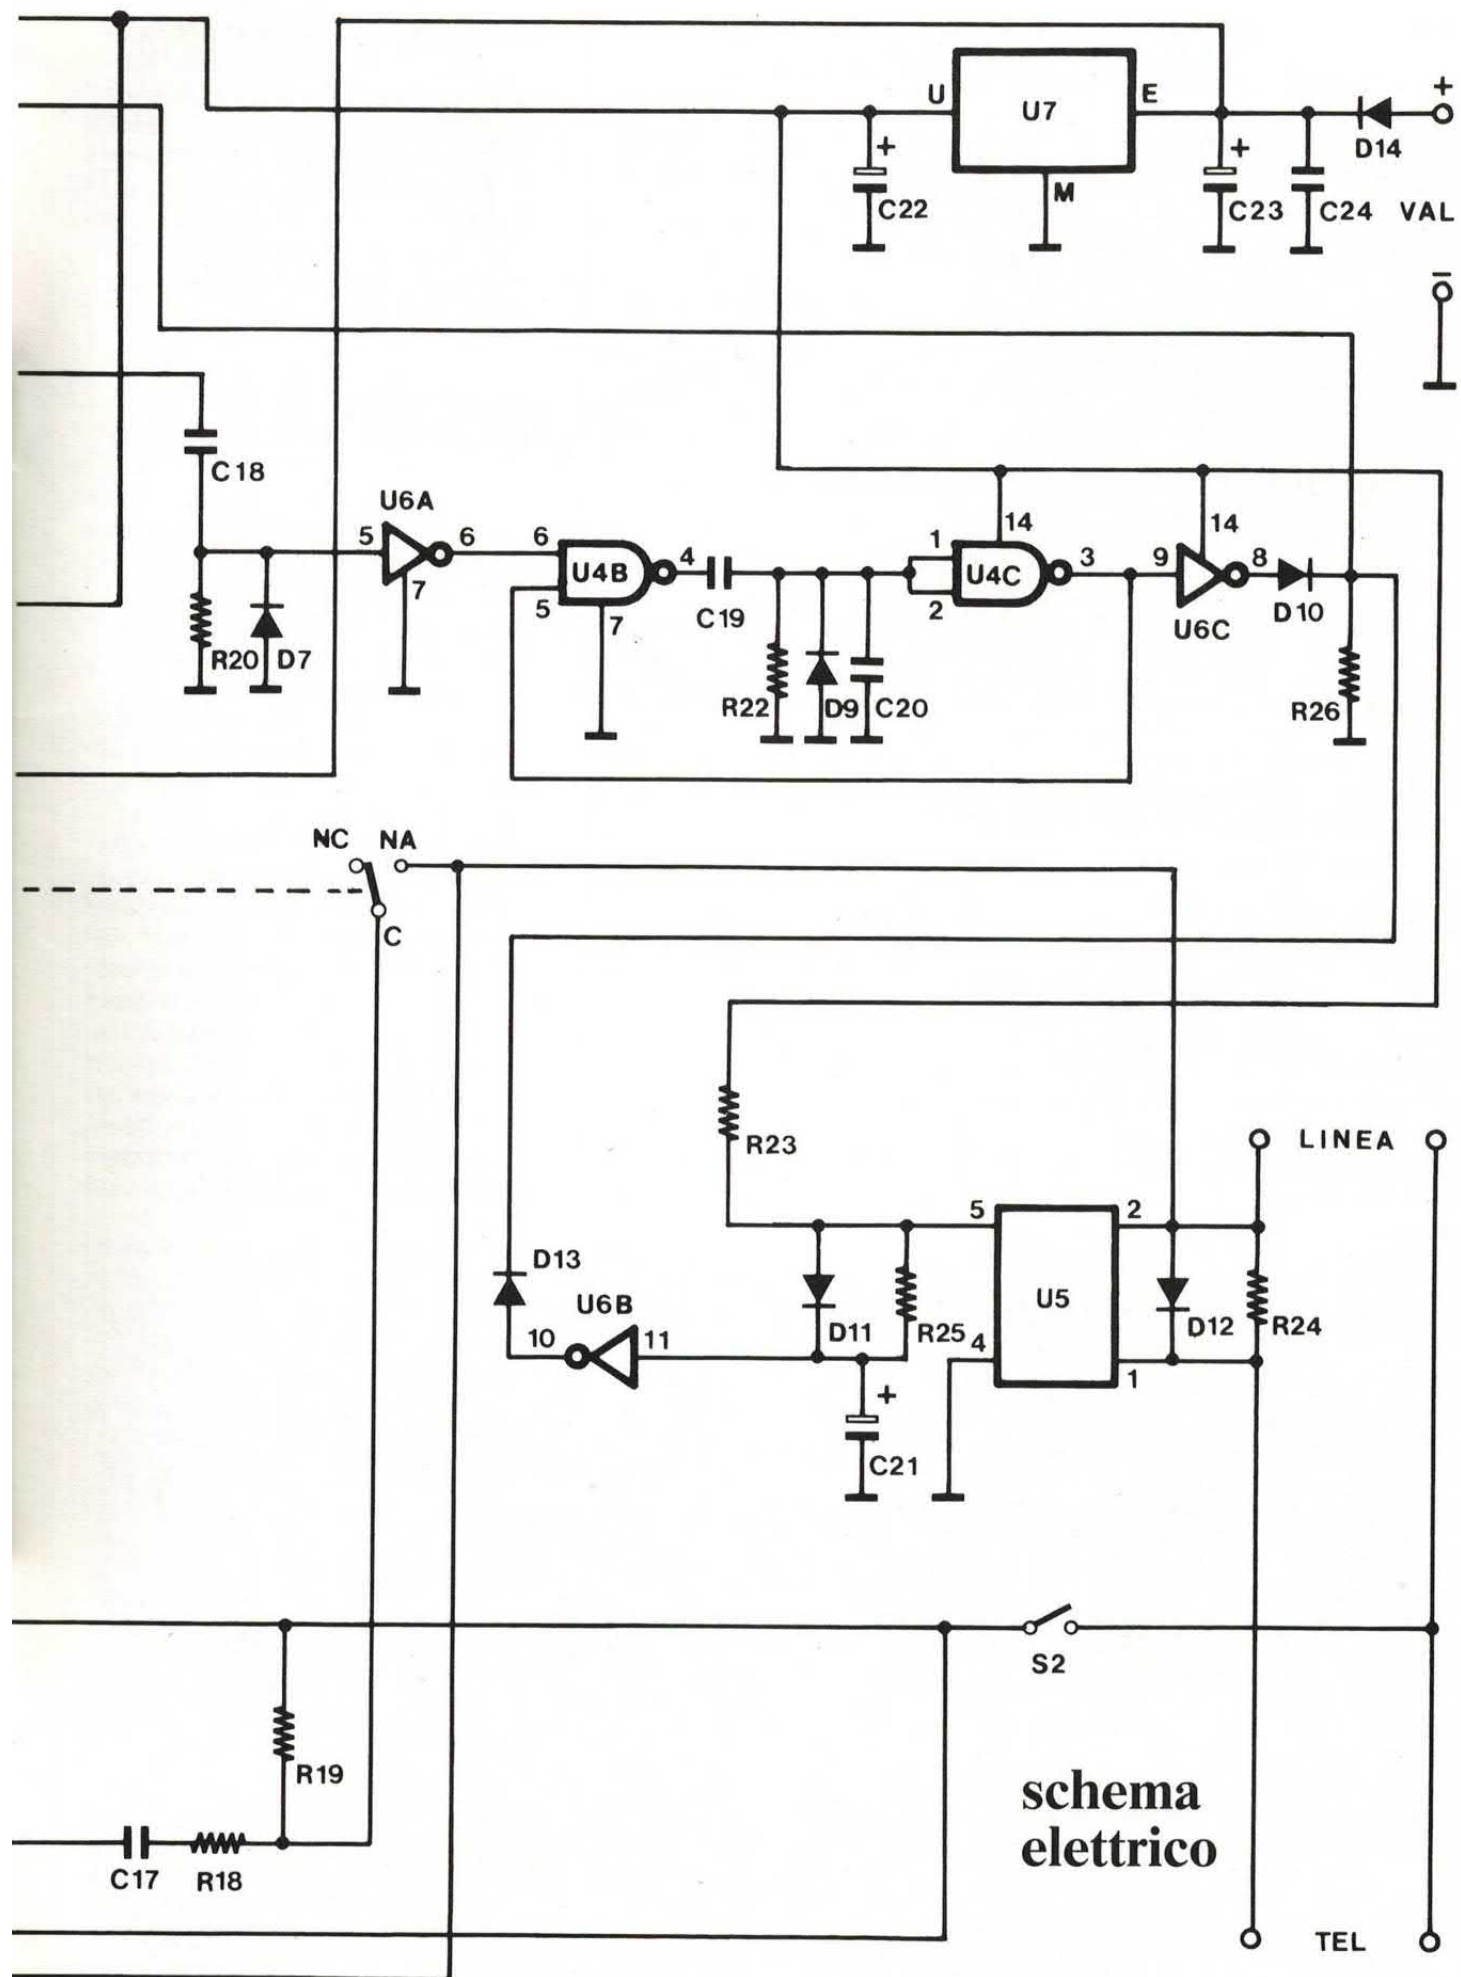 +
U
U7
E
D14
+
+
M
C22
C23
C24
VAL
–
C18
U6A
5
6
6
1
14
14
U4B
4
U4C
3
9
8
7
5
7
C19
2
U6C
D10
R20
D7
R22
D9
C20
R26
NC
NA
C
R23
LINEA
5
2
D13
U6B
U5
10
11
D11
R25
4
D12
R24
1
+
C21
S2
R19
schema
elettrico
C17
R18
TEL